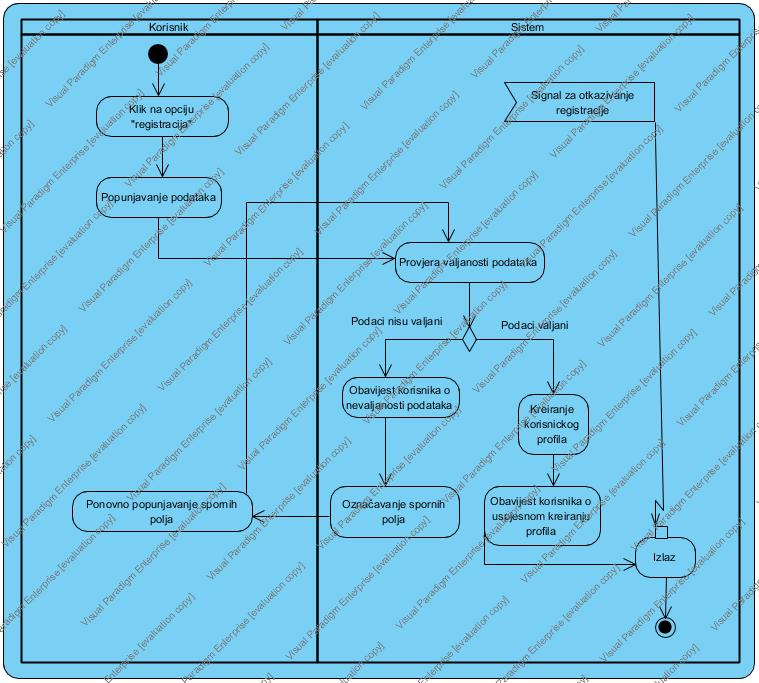 Korisnik
Sistem
Klik na opciju
"registracija"
Signal za otkazivanje
registracije
Popunjavanje podataka
Provjera valjanosti podataka
Podaci nisu valjani
Podaci valjani
Obavijest korisnika o
nevaljanosti podataka
Kreiranje
korisnickog
profila
Ponovno popunjavanje spornih
polja
Označavanje spornih
polja
Obavijest korisnika o
uspjesnom kreiranju
profila
Izlaz
Visual Paradigm Enterprise [evaluation copy]